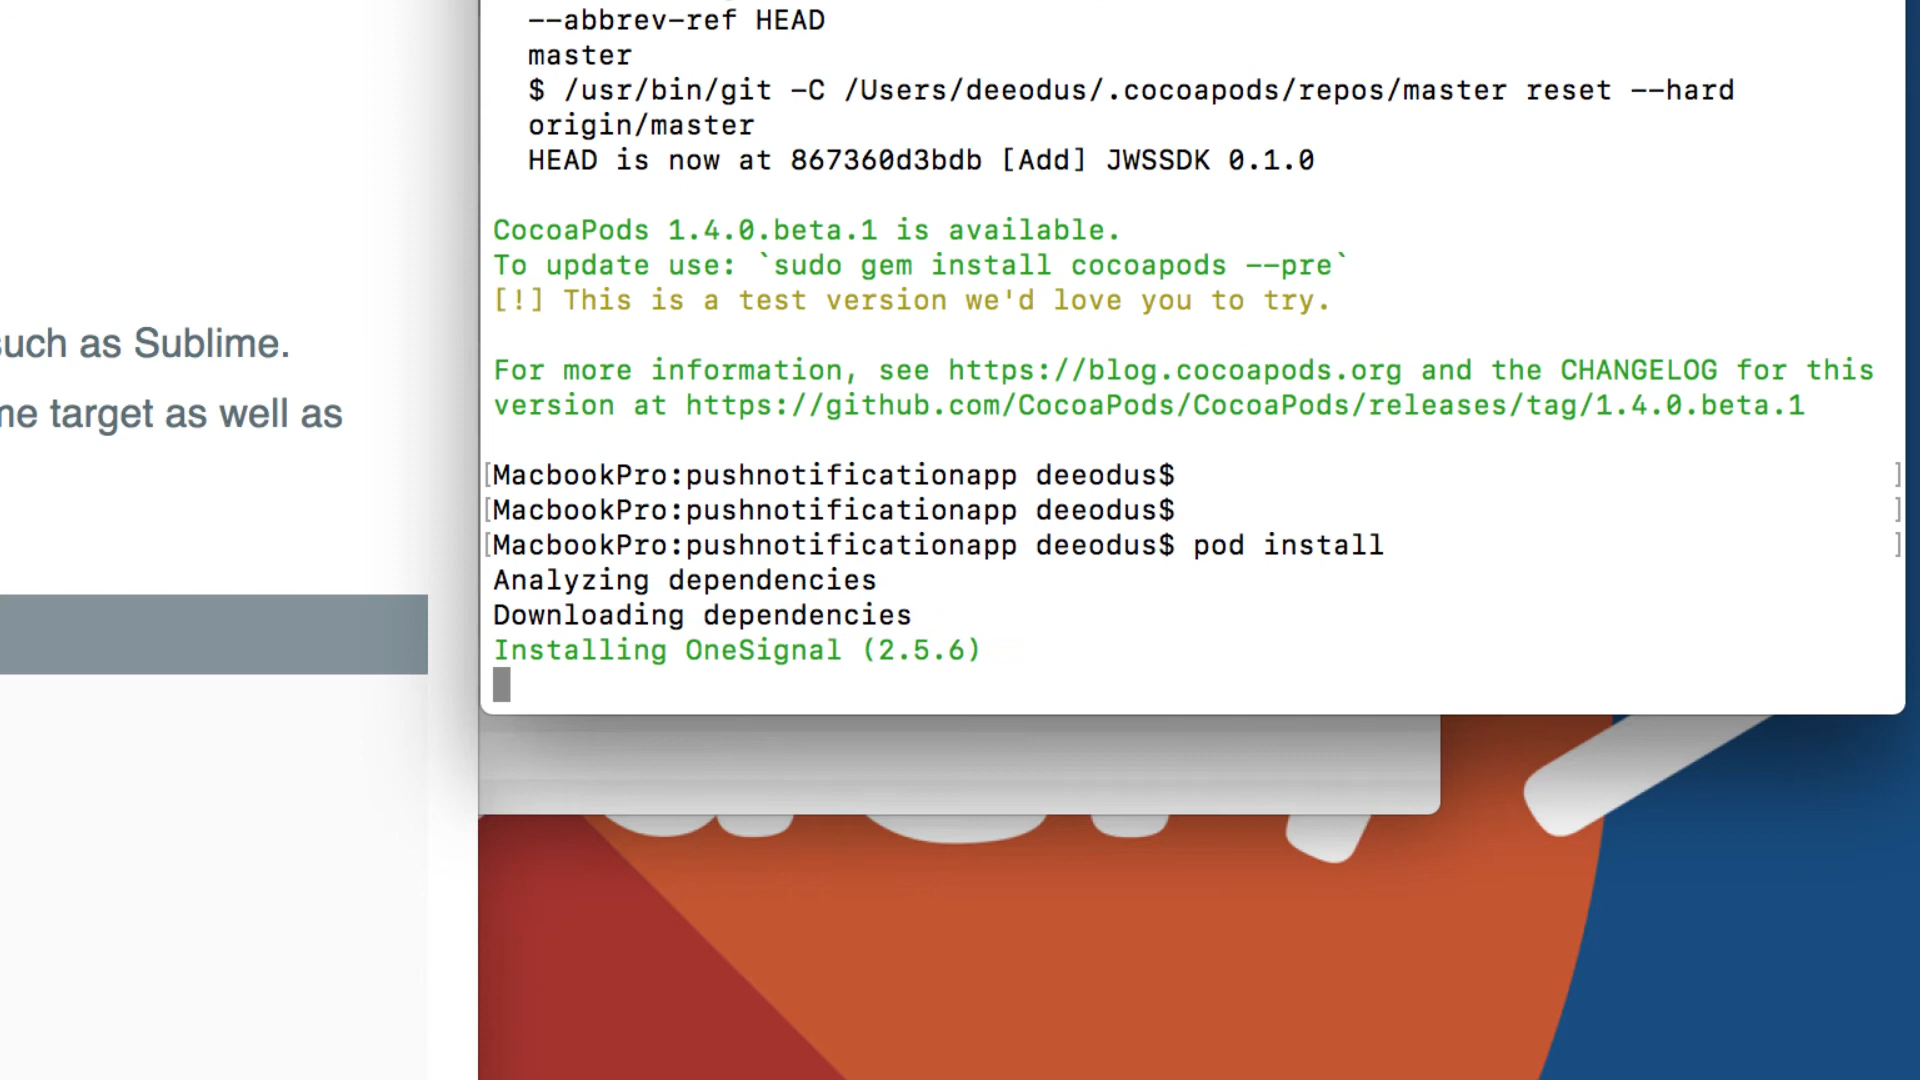 --abbrev-ref HEAD
master
$ /usr/bin/git -C /Users/deeodus/.cocoapods/repos/master reset --hard
origin/master
HEAD is now at 867360d3bdb [Add] JWSSDK 0.1.0
CocoaPods 1.4.0.beta.1 is available.
To update use: `sudo gem install cocoapods --pre`
[!] This is a test version we'd love you to try.
For more information, see https://blog.cocoapods.org and the CHANGELOG for this
version at https://github.com/CocoaPods/CocoaPods/releases/tag/1.4.0.beta.1
[MacbookPro:pushnotificationapp deeodus$ ]
[MacbookPro:pushnotificationapp deeodus$ ]
[MacbookPro:pushnotificationapp deeodus$ pod install ]
Analyzing dependencies
Downloading dependencies
Installing OneSignal (2.5.6)
such as Sublime.
me target as well as